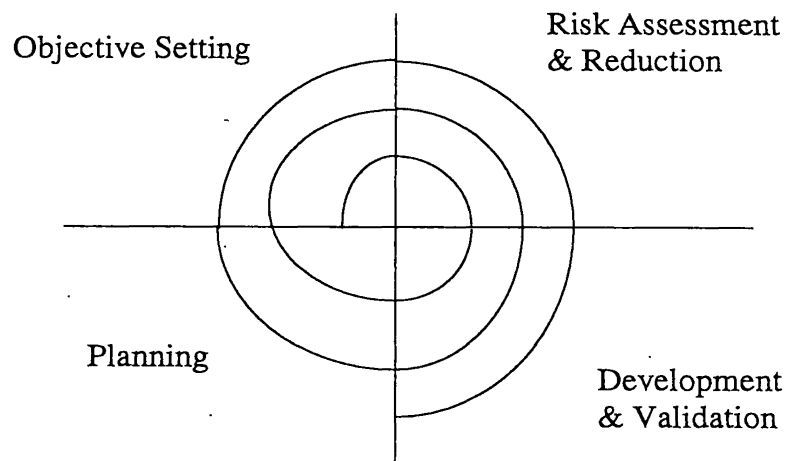 Objective Setting
Risk Assessment
& Reduction
Planning
Development
& Validation